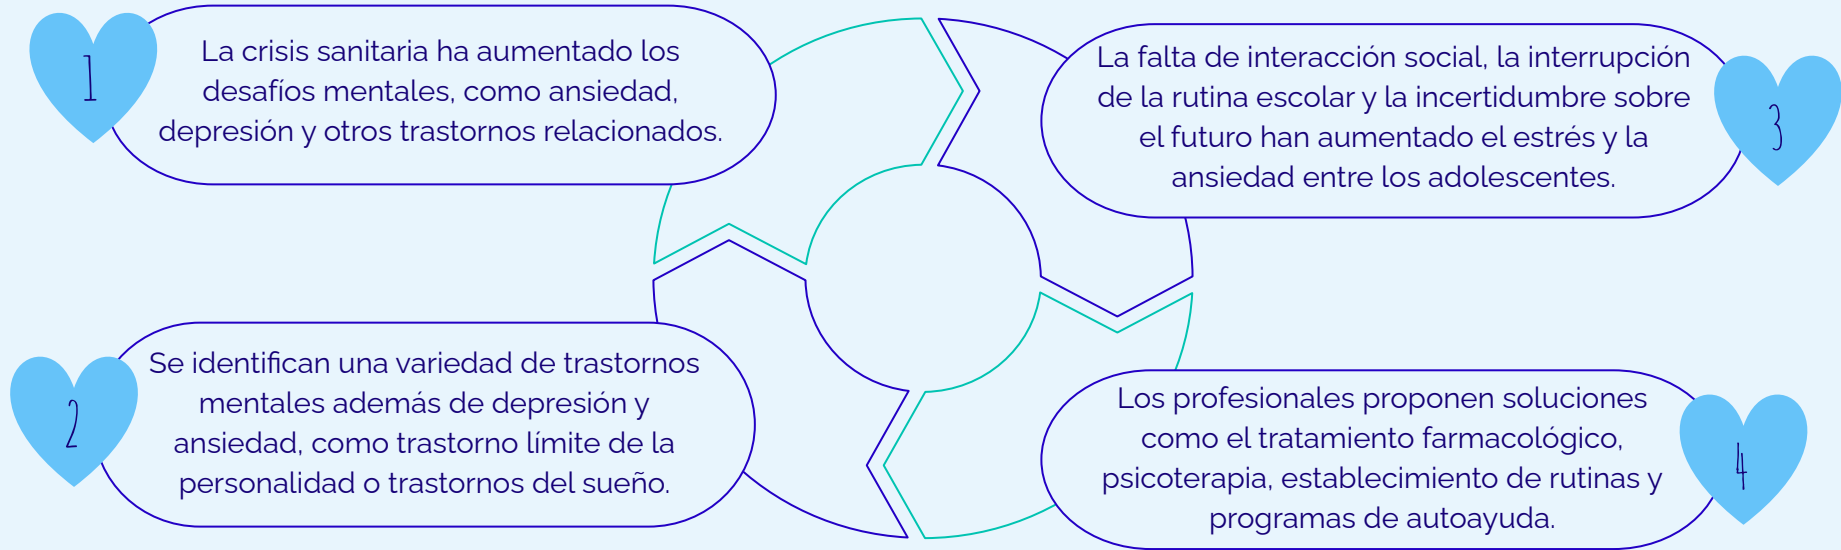 1
La crisis sanitaria ha aumentado los
desafíos mentales, como ansiedad,
depresión y otros trastornos relacionados.
2
Se identifican una variedad de trastornos
mentales además de depresión y
ansiedad, como trastorno límite de la
personalidad o trastornos del sueño.
3
La falta de interacción social, la interrupción
de la rutina escolar y la incertidumbre sobre
el futuro han aumentado el estrés y la
ansiedad entre los adolescentes.
4
Los profesionales proponen soluciones
como el tratamiento farmacológico,
psicoterapia, establecimiento de rutinas y
programas de autoayuda.